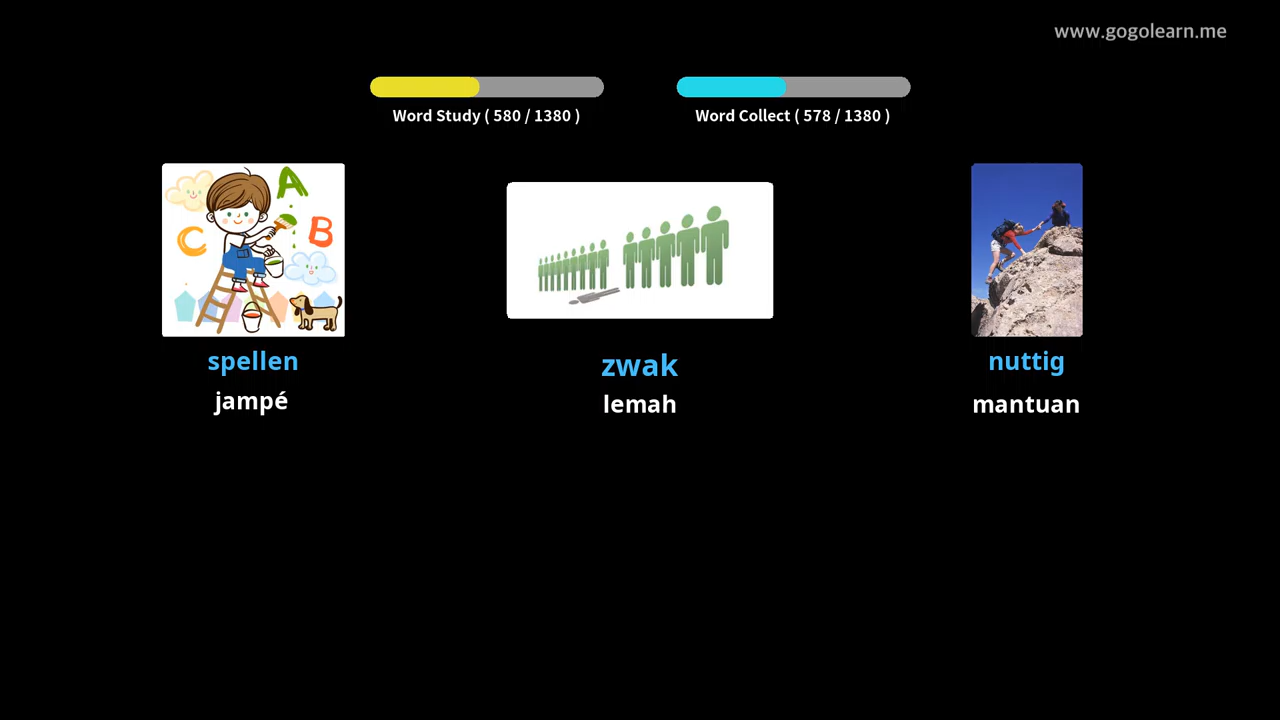 www.gogolearn.me
Word Study ( 580 / 1380 )
Word Collect ( 578 / 1380 )
A
C
B
spellen
zwak
nuttig
jampé
lemah
mantuan